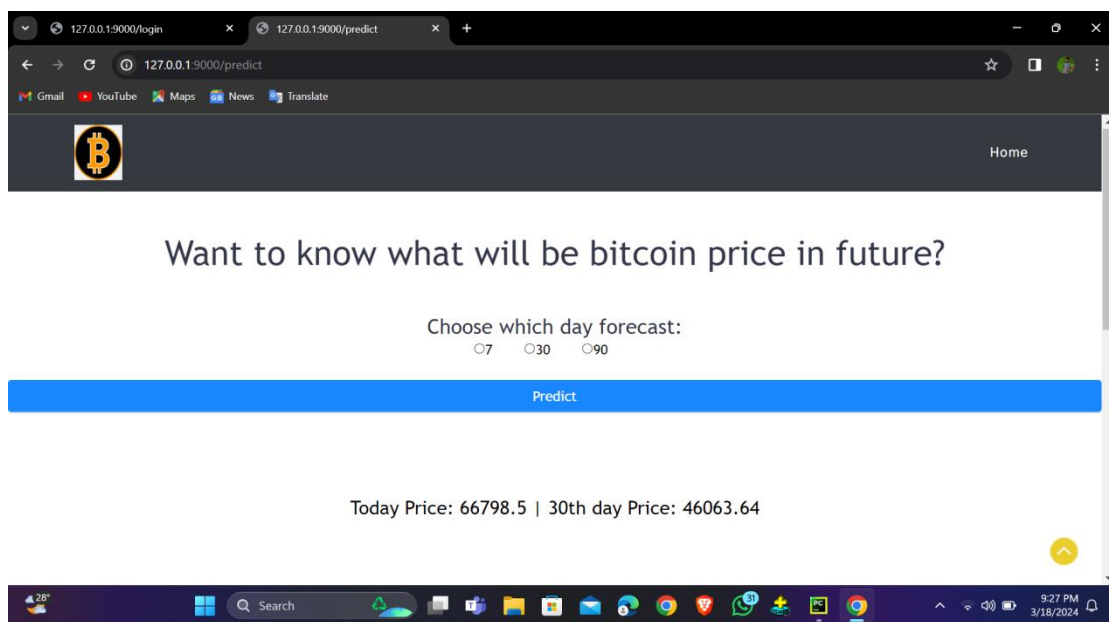 127.0.0.1:9000/login 127.0.0.1:9000/predict
127.0.0.1:9000/predict
Gmail YouTube Maps News Translate
Home
Want to know what will be bitcoin price in future?
Choose which day forecast:
7 30 90
Predict
Today Price: 66798.5 | 30th day Price: 46063.64
28° Search 31 PC 9:27 PM
3/18/2024